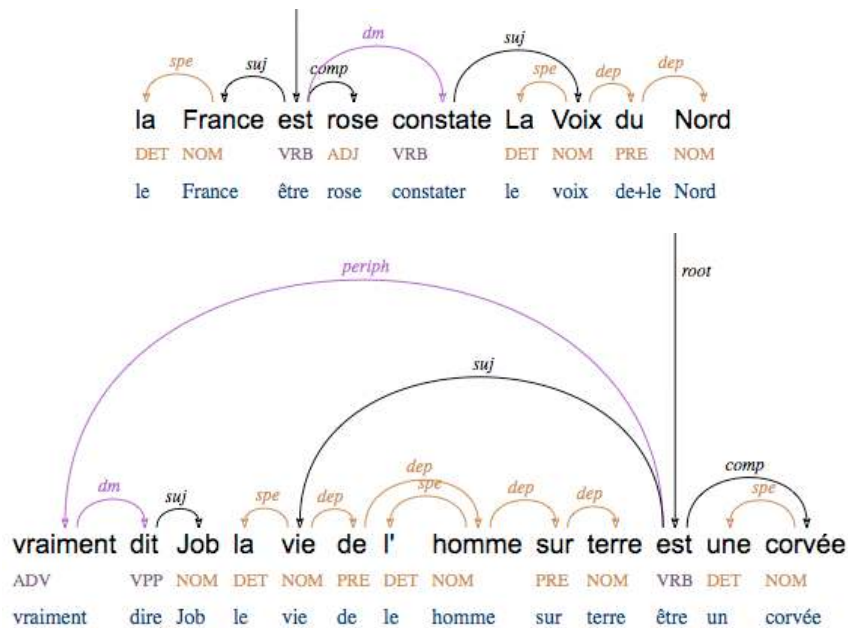 dm suj
spe suj comp spe dep dep
la France est rose constate La Voix du Nord
DET NOM VRB ADJ VRB DET NOM PRE NOM
le France être rose constater le voix de+le Nord
periph
root
suj
dep comp
dm suj spe dep spe dep dep spe
vraiment dit Job la vie de l' homme sur terre est une corvée
ADV VPP NOM DET NOM PRE DET NOM PRE NOM VRB DET NOM
vraiment dire Job le vie de le homme sur terre être un corvée